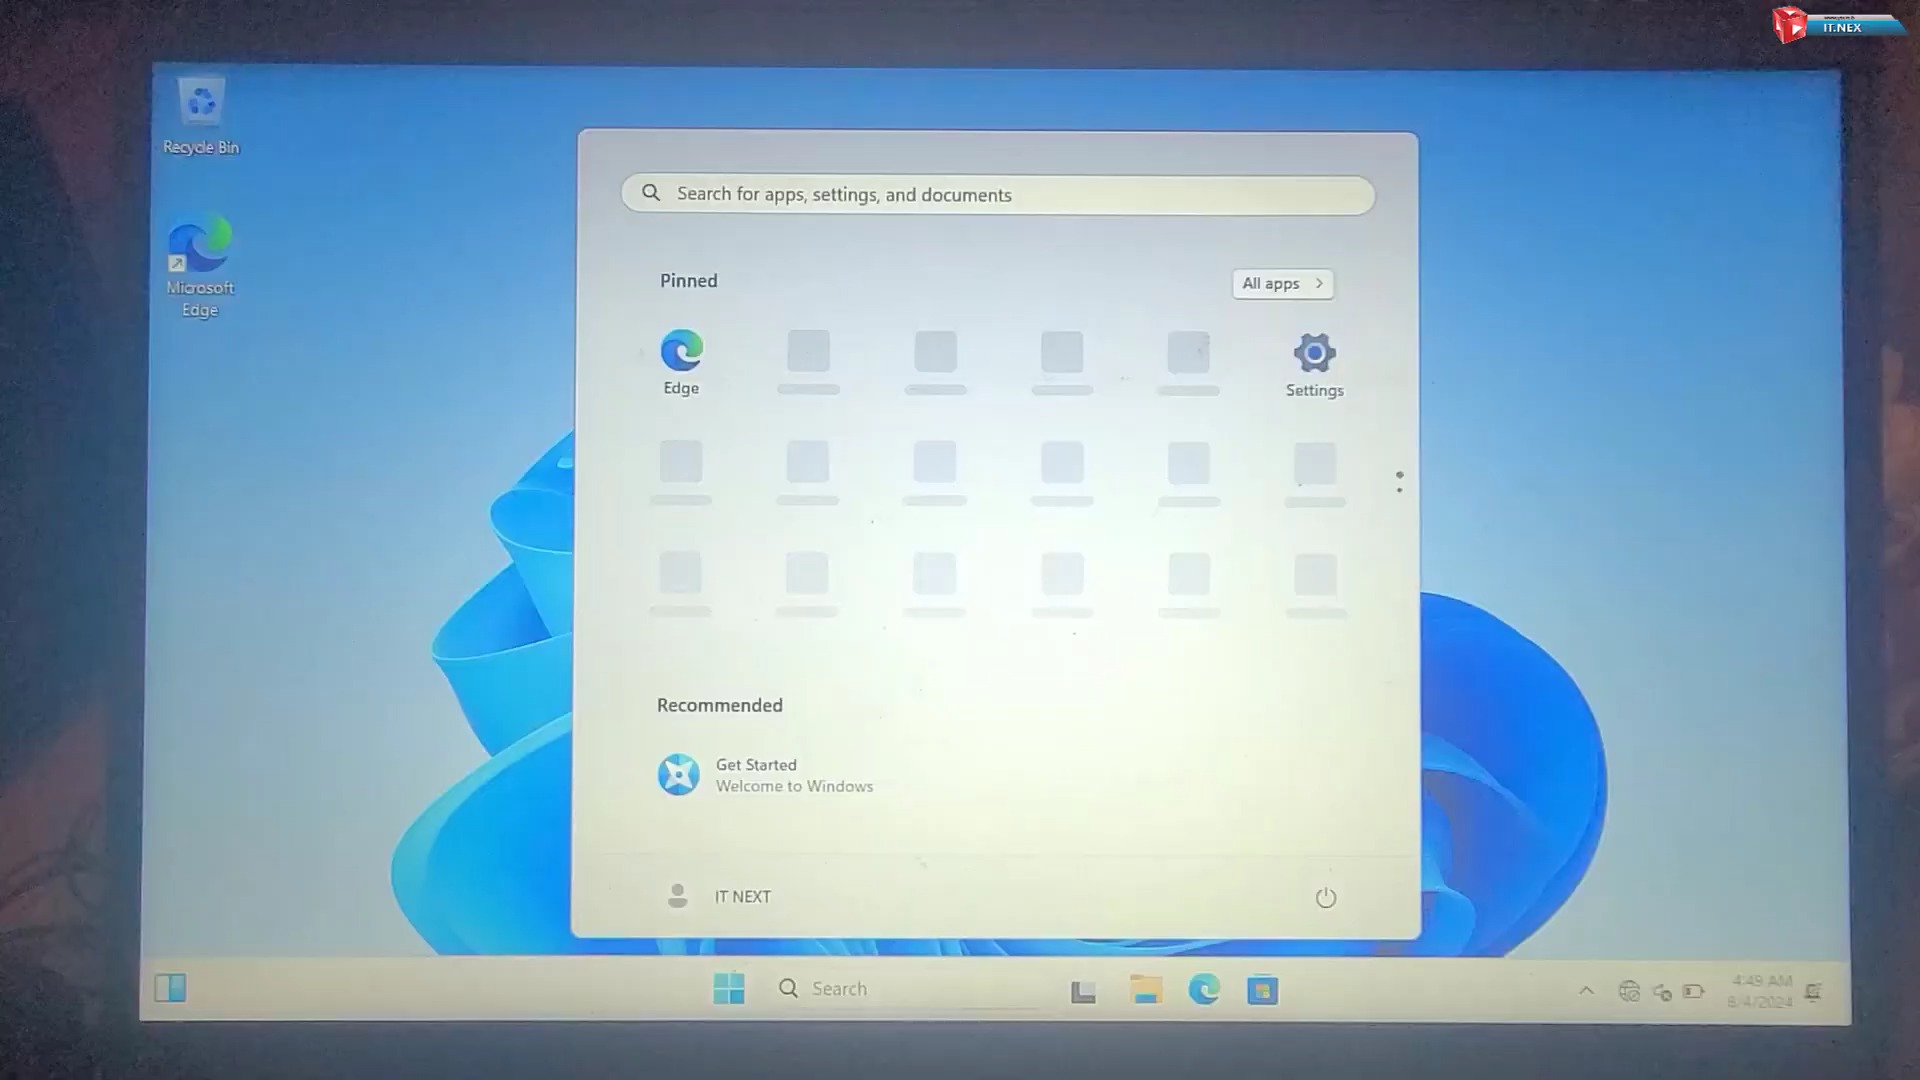 IT.NEX
Recycle Bin
Microsoft
Edge
Search for apps, settings, and documents
Pinned
All apps
Edge
Settings
Recommended
Get Started
Welcome to Windows
IT NEXT
Search
4:49 AM
8/4/2024